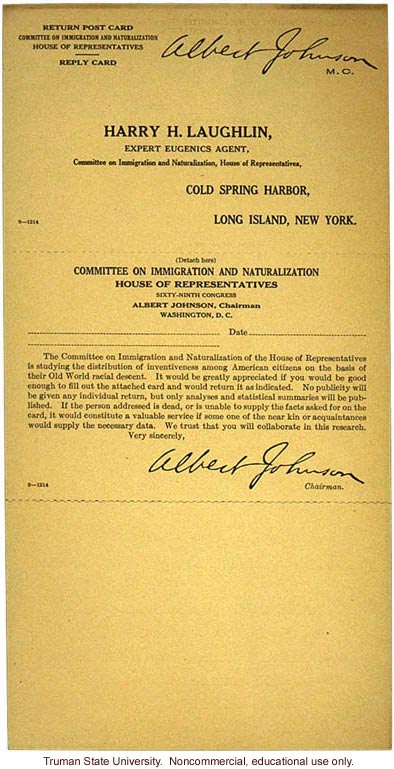 RETURN POST CARD
COMMITTEE ON IMMIGRATION AND NATURALIZATION
HOUSE OF REPRESENTATIVES
REPLY CARD
Albert Johnson
M. C.
HARRY H. LAUGHLIN,
EXPERT EUGENICS AGENT,
Committee on Immigration and Naturalization, House of Representatives,
COLD SPRING HARBOR,
9—1214
LONG ISLAND, NEW YORK.
(Detach here)
COMMITTEE ON IMMIGRATION AND NATURALIZATION
HOUSE OF REPRESENTATIVES
SIXTY-NINTH CONGRESS
ALBERT JOHNSON, Chairman
WASHINGTON, D. C.
Date
The Committee on Immigration and Naturalization of the House of Representatives
is studying the distribution of inventiveness among American citizens on the basis of
their Old World racial descent. It would be greatly appreciated if you would be good
enough to fill out the attached card and would return it as indicated. No publicity will
be given any individual return, but only analyses and statistical summaries will be pub-
lished. If the person addressed is dead, or is unable to supply the facts asked for on the
card, it would constitute a valuable service if some one of the near kin or acquaintances
would supply the necessary data. We trust that you will collaborate in this research.
Very sincerely,
Albert Johnson
9—1214
Chairman.
Truman State University. Noncommercial, educational use only.